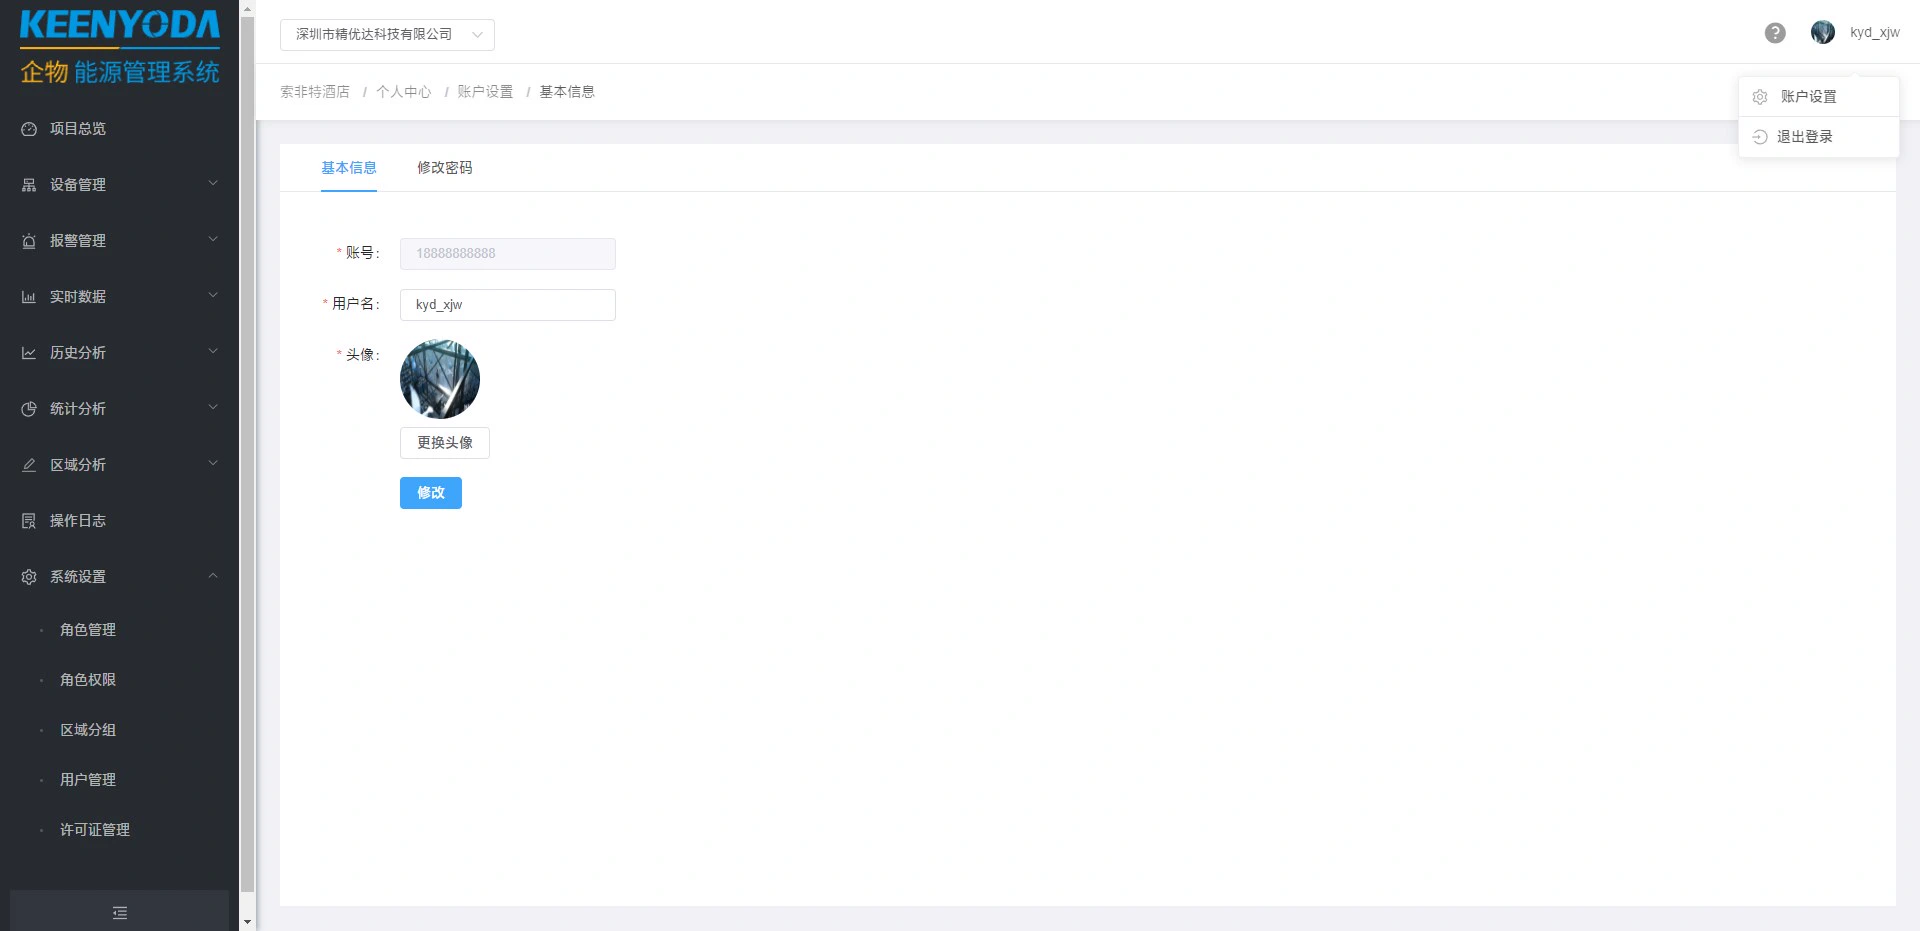 KEENYODA
企物 能源管理系统
项目总览
设备管理
报警管理
实时数据
历史分析
统计分析
区域分析
操作日志
系统设置
角色管理
角色权限
区域分组
用户管理
许可证管理
深圳市精优达科技有限公司
? kyd_xjw
索非特酒店 / 个人中心 / 账户设置 / 基本信息
账户设置
退出登录
基本信息 修改密码
* 账号: 18888888888
* 用户名: kyd_xjw
* 头像:
更换头像
修改